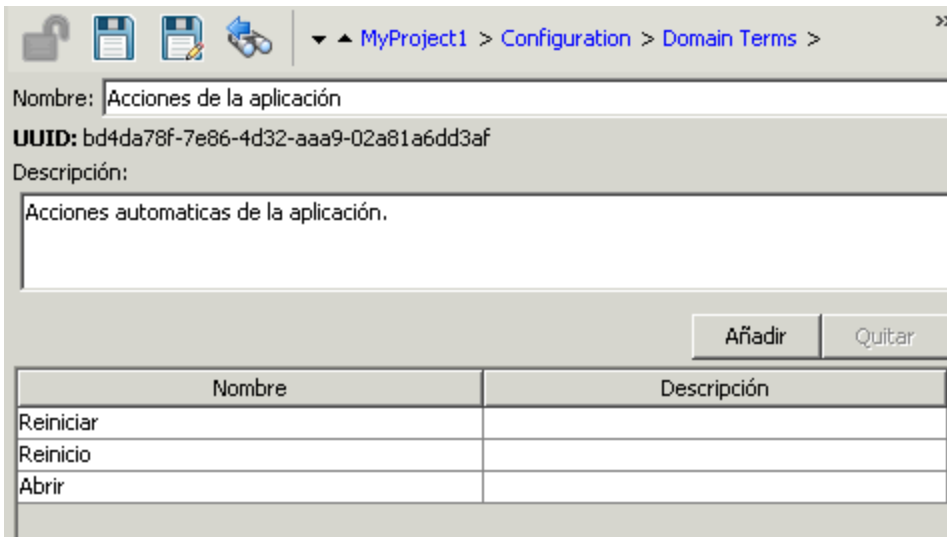 MyProject1 > Configuration > Domain Terms >
Nombre: Acciones de la aplicación
UUID: bd4da78f-7e86-4d32-aaa9-02a81a6dd3af
Descripción:
Acciones automaticas de la aplicación.
Añadir Quitar
Nombre Descripción
Reiniciar
Reinicio
Abrir